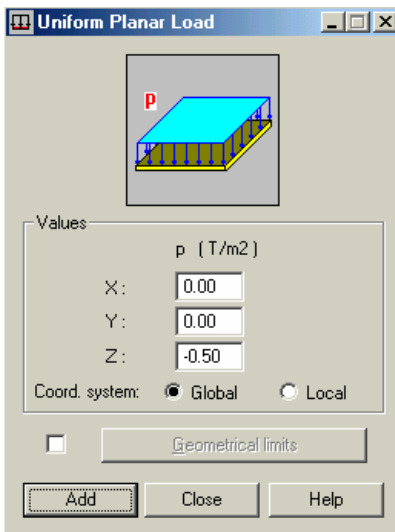 Uniform Planar Load
p
Values
p (T/m2)
X: 0.00
Y: 0.00
Z: -0.50
Coord. system: Global Local
Geometrical limits
Add Close Help